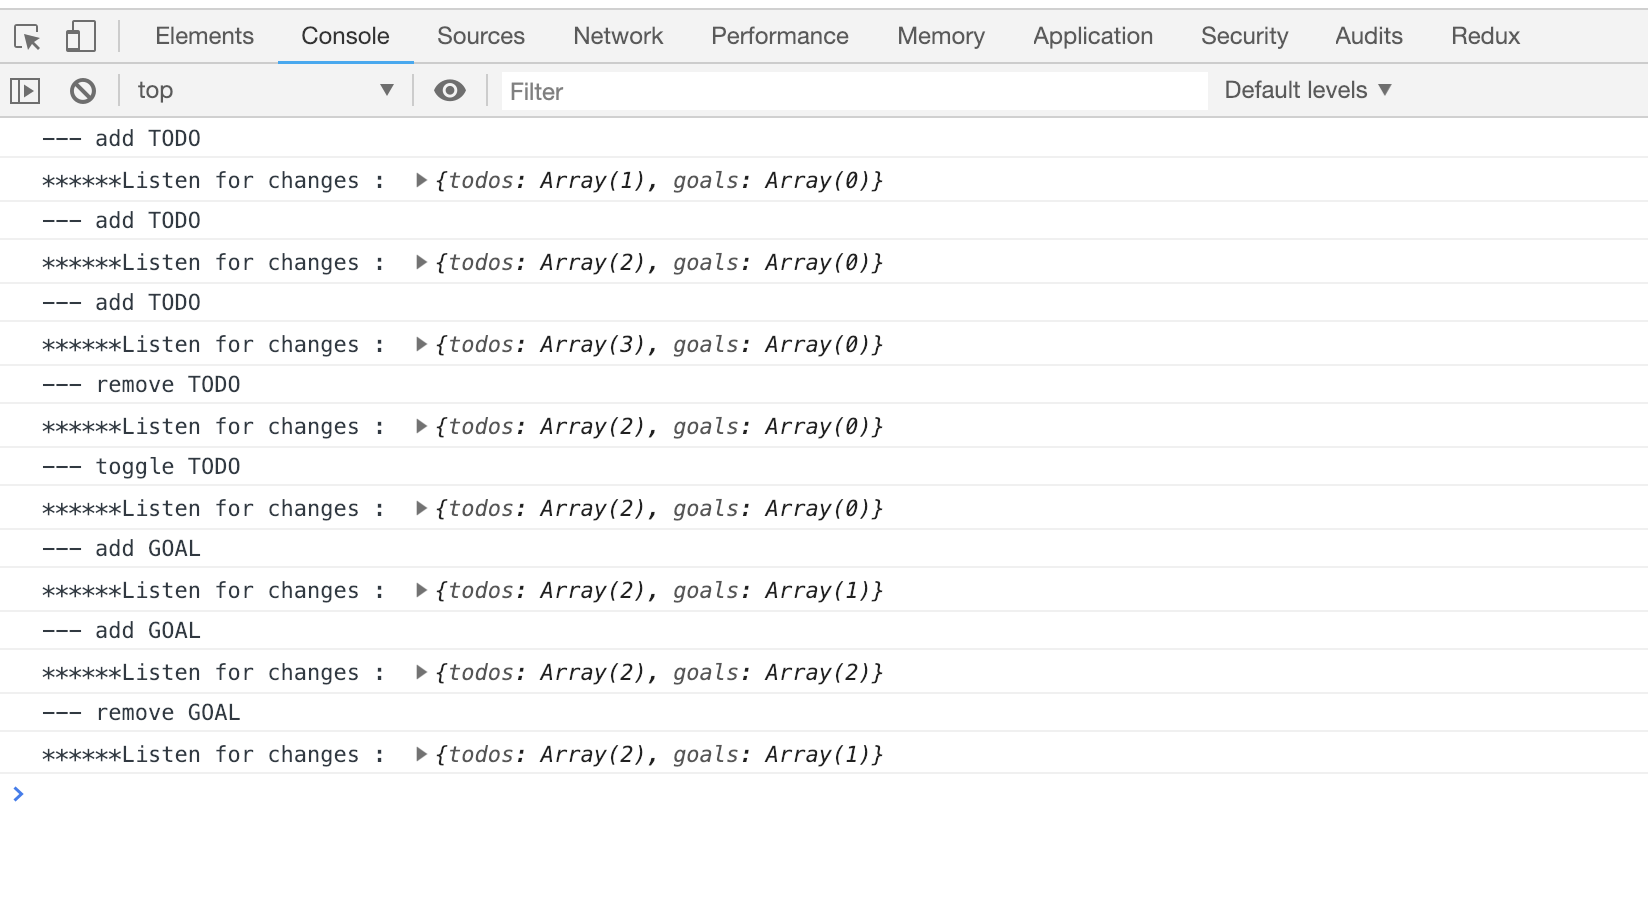 Elements Console Sources Network Performance Memory Application Security Audits Redux
top ▼ Filter Default levels ▼
--- add TODO
******Listen for changes : ▶{todos: Array(1), goals: Array(0)}
--- add TODO
******Listen for changes : ▶{todos: Array(2), goals: Array(0)}
--- add TODO
******Listen for changes : ▶{todos: Array(3), goals: Array(0)}
--- remove TODO
******Listen for changes : ▶{todos: Array(2), goals: Array(0)}
--- toggle TODO
******Listen for changes : ▶{todos: Array(2), goals: Array(0)}
--- add GOAL
******Listen for changes : ▶{todos: Array(2), goals: Array(1)}
--- add GOAL
******Listen for changes : ▶{todos: Array(2), goals: Array(2)}
--- remove GOAL
******Listen for changes : ▶{todos: Array(2), goals: Array(1)}
>